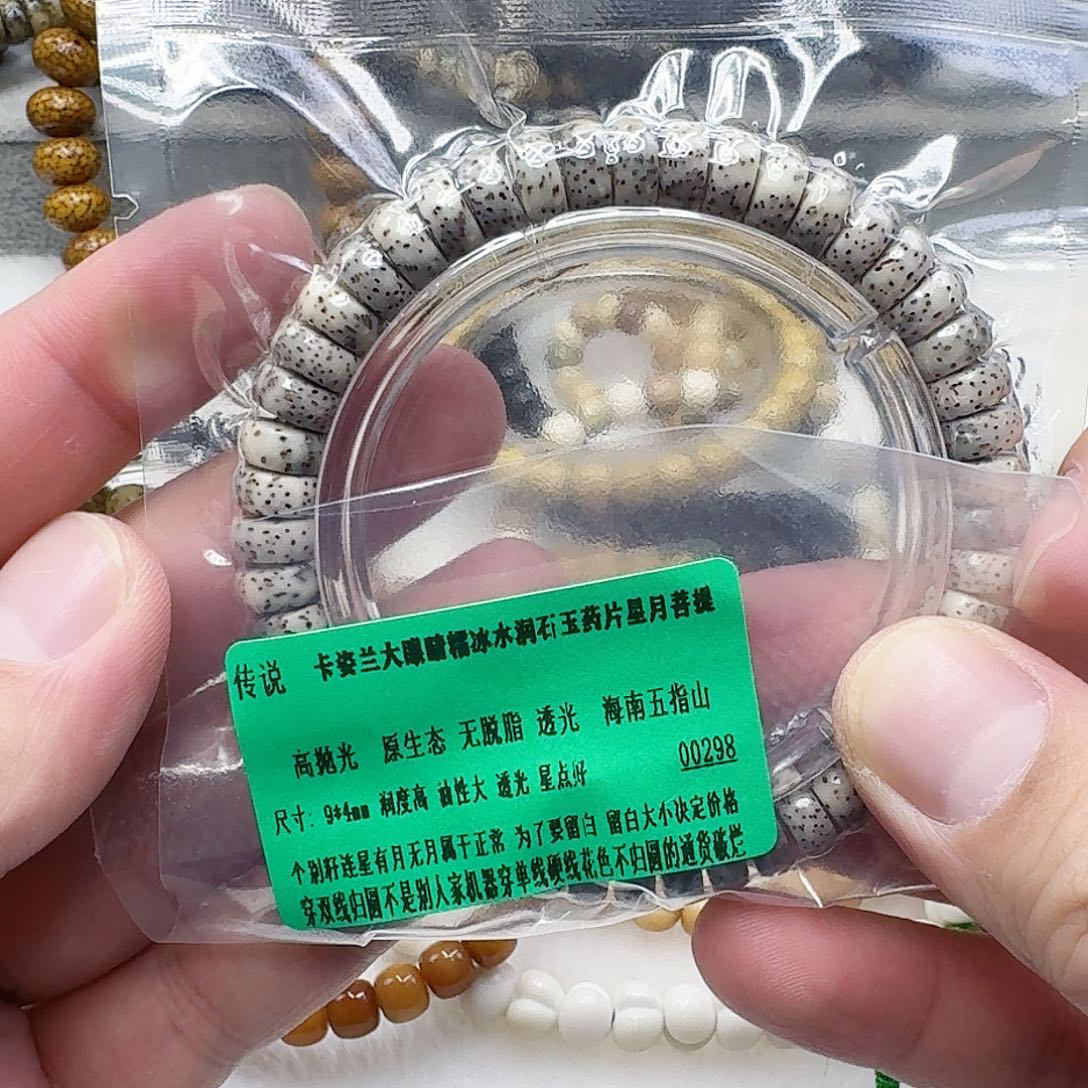 传说 卡姿兰大眼暗糯冰水润石玉药片星月菩提
高抛光 原生态 无脱脂 透光 海南五指山
00298
尺寸: 9*4mm 润度高 油性大 透光 星点好
个别籽连星有月无月属于正常 为了要留白 留白大小决定价格
穿双线归圆不是别人家机器穿单线硬线花色不归圆的通货破烂